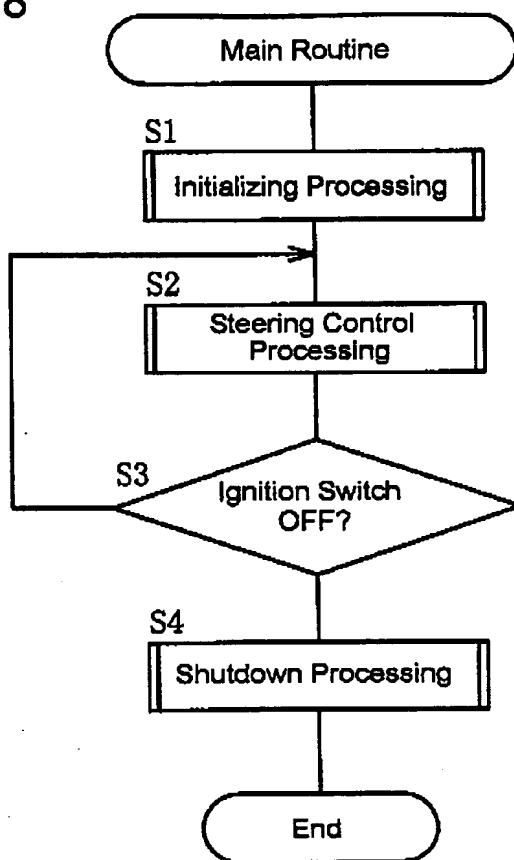 Main Routine
S1
Initializing Processing
S2
Steering Control
Processing
S3
Ignition Switch
OFF?
S4
Shutdown Processing
End